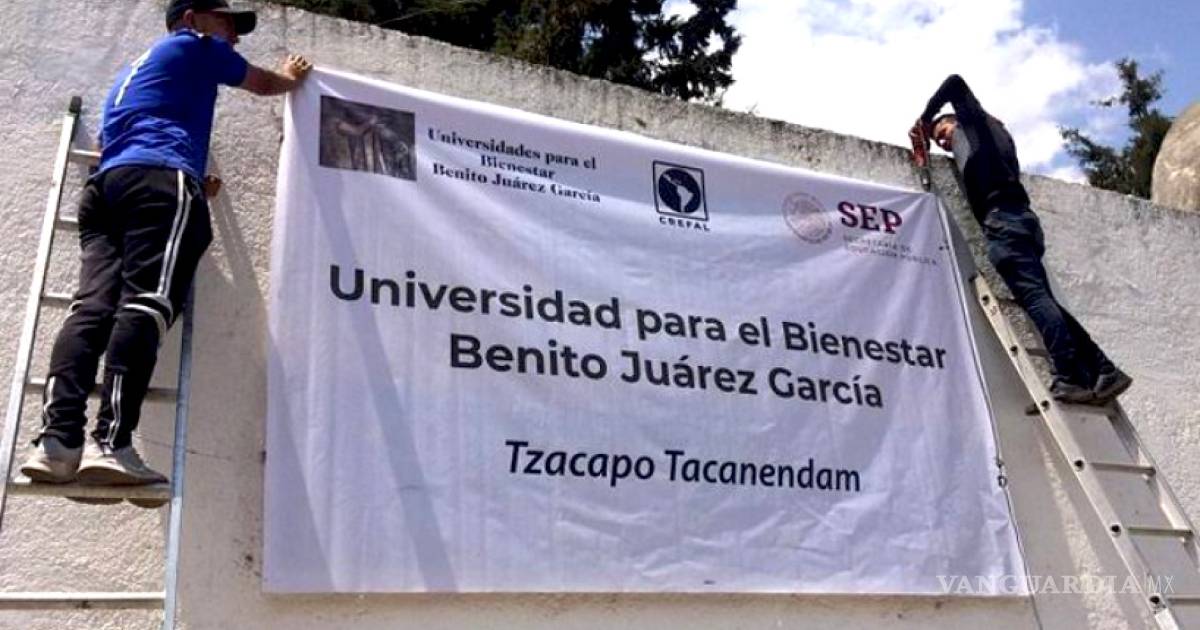 Universidades para el
Bienestar
Benito Juárez García
CREFAL
SEP
SECRETARÍA DE
EDUCACIÓN PÚBLICA
Universidad para el Bienestar
Benito Juárez García
Tzacapo Tacanendam
VANGUARDIA MX